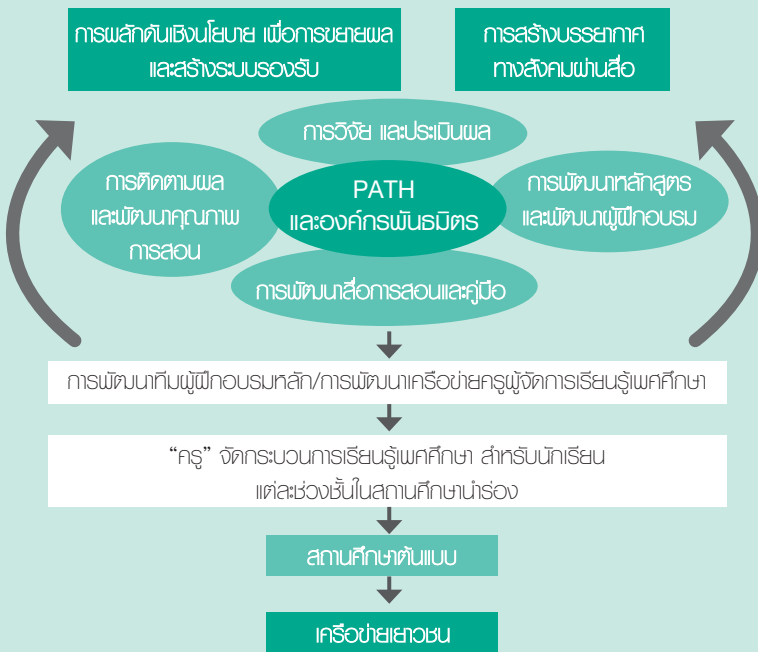 การผลักดันเชิงนโยบาย เพื่อการขยายผล
และสร้างระบบรองรับ
การสร้างบรรยากาศ
ทางสังคมผ่านสื่อ
การวิจัย และประเมินผล
การติดตามผล
และพัฒนาคุณภาพ
การสอน
PATH
และองค์กรพันธมิตร
การพัฒนาหลักสูตร
และพัฒนาผู้ฝึกอบรม
การพัฒนาสื่อการสอนและคู่มือ
การพัฒนาทีมผู้ฝึกอบรมหลัก/การพัฒนาเครือข่ายครูผู้จัดการเรียนรู้เพศศึกษา
“ครู” จัดกระบวนการเรียนรู้เพศศึกษา สำหรับนักเรียน
แต่ละช่วงชั้นในสถานศึกษานำร่อง
สถานศึกษาต้นแบบ
เครือข่ายเยาวชน